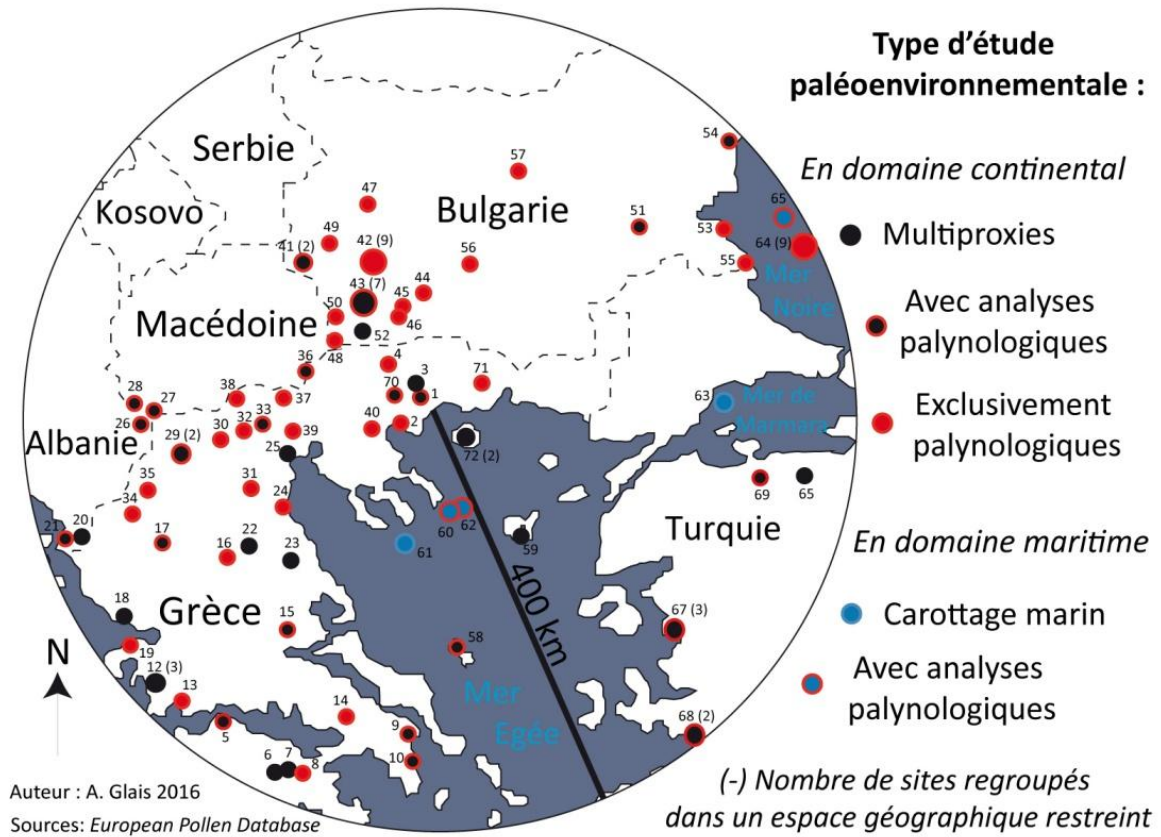 Type d'étude
paléoenvironnementale :
En domaine continental
Multiproxies
Avec analyses
palynologiques
Exclusivement
palynologiques
En domaine maritime
Carottage marin
Avec analyses
palynologiques
(-) Nombre de sites regroupés
dans un espace géographique restreint
Serbie
Kosovo
Bulgarie
Macédoine
Albanie
Grèce
Turquie
Mer
Noire
Mer de
Marmara
Mer
Egée
400 km
N
54
57
47
65
51
53
49
42 (9)
64 (9)
41 (2)
56
55
43 (7)
44
45
50
46
52
48
4
36
3
71
70
1
38
37
28
27
63
33
32
40
2
26
30
39
29 (2)
25
72 (2)
35
31
69
65
34
24
60
62
21
20
17
22
61
59
16
23
18
15
67 (3)
19
58
12 (3)
13
14
9
68 (2)
5
10
6
7
8
Auteur : A. Glais 2016
Sources: European Pollen Database